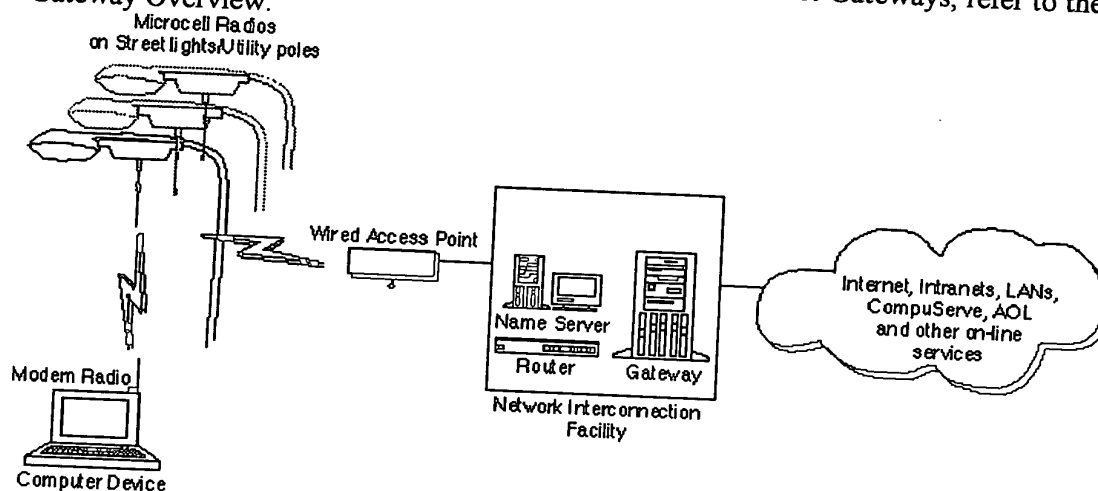 Gateway Overview.
Gateways, refer to the
Microcell Radios
on Streetlights/Utility poles
Wired Access Point
Name Server
Router
Gateway
Network Interconnection
Facility
Internet, Intranets, LANs,
CompuServe, AOL
and other on-line
services
Modem Radio
Computer Device